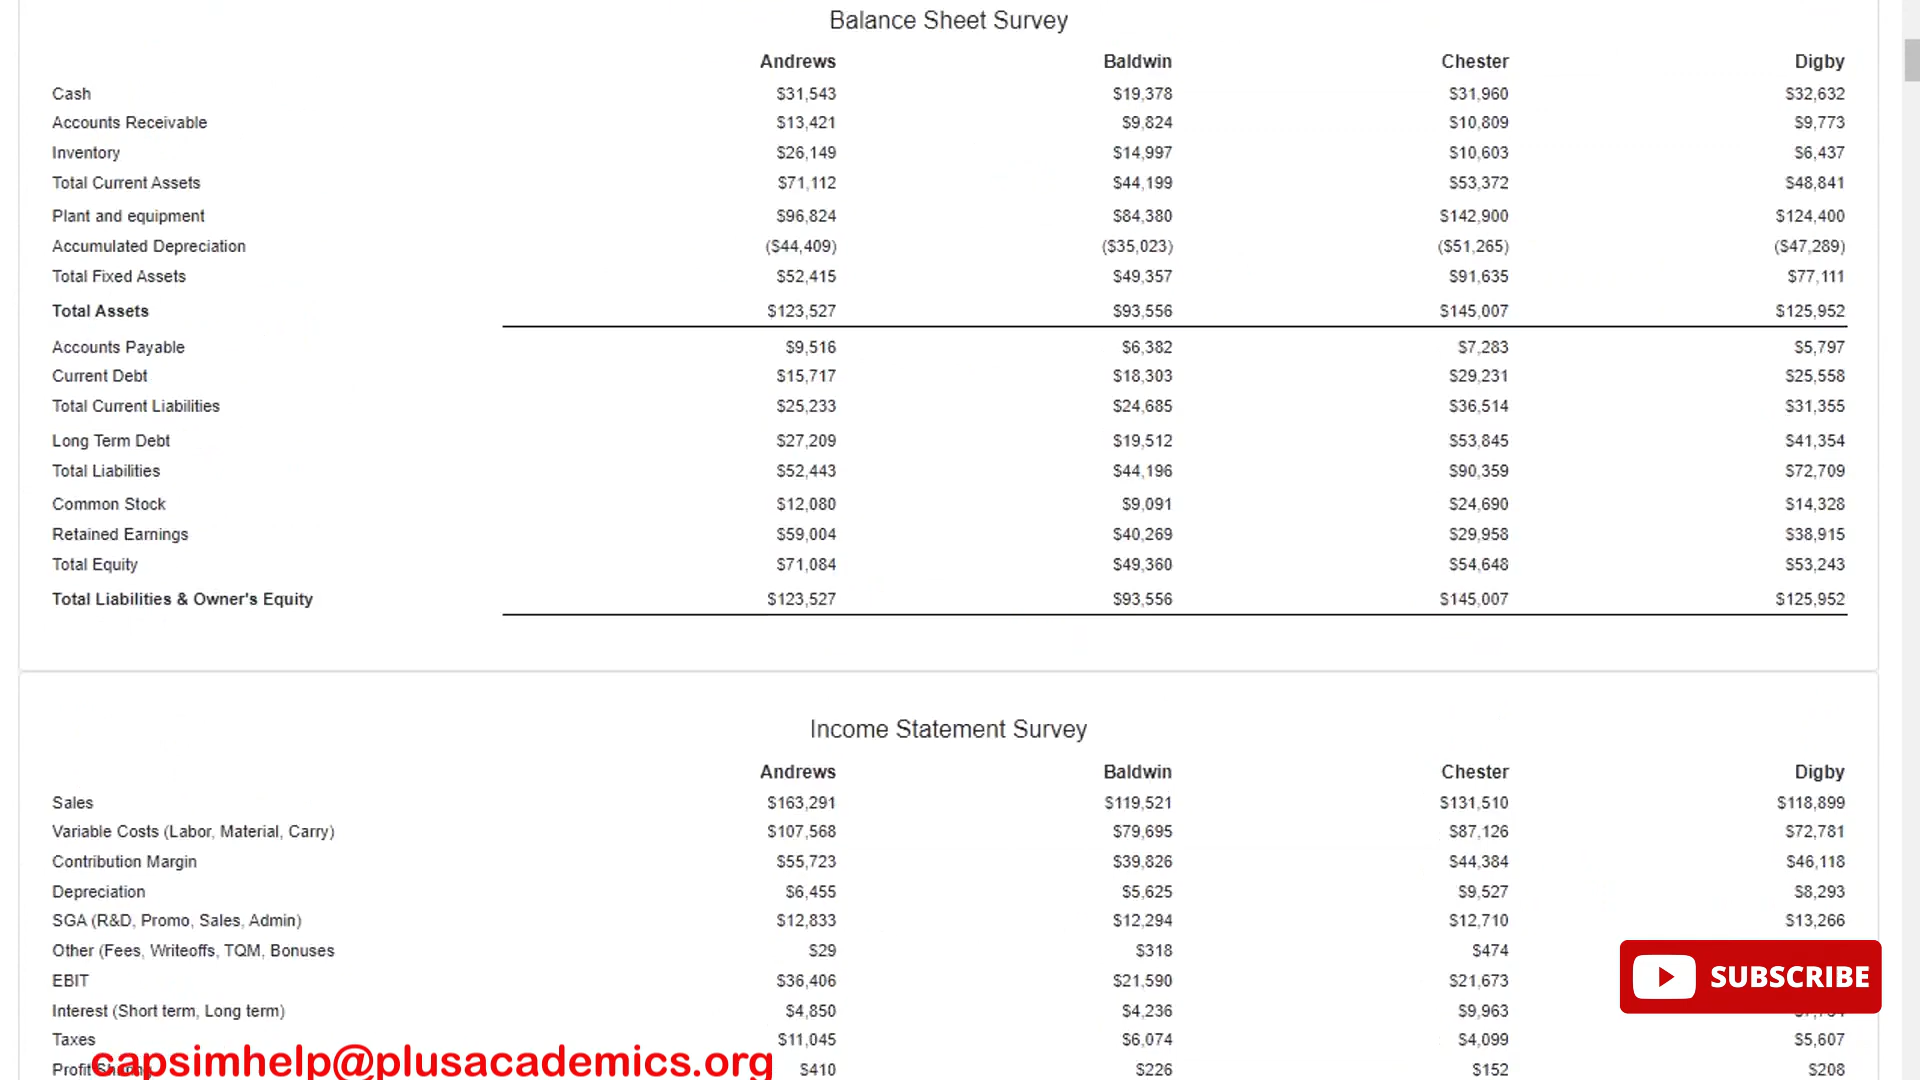 Balance Sheet Survey
Andrews Baldwin Chester Digby
Cash $31,543 $19,378 $31,960 $32,632
Accounts Receivable $13,421 $9,824 $10,809 $9,773
Inventory $26,149 $14,997 $10,603 $6,437
Total Current Assets $71,112 $44,199 $53,372 $48,841
Plant and equipment $96,824 $84,380 $142,900 $124,400
Accumulated Depreciation ($44,409) ($35,023) ($51,265) ($47,289)
Total Fixed Assets $52,415 $49,357 $91,635 $77,111
Total Assets $123,527 $93,556 $145,007 $125,952
Accounts Payable $9,516 $6,382 $7,283 $5,797
Current Debt $15,717 $18,303 $29,231 $25,558
Total Current Liabilities $25,233 $24,685 $36,514 $31,355
Long Term Debt $27,209 $19,512 $53,845 $41,354
Total Liabilities $52,443 $44,196 $90,359 $72,709
Common Stock $12,080 $9,091 $24,690 $14,328
Retained Earnings $59,004 $40,269 $29,958 $38,915
Total Equity $71,084 $49,360 $54,648 $53,243
Total Liabilities & Owner's Equity $123,527 $93,556 $145,007 $125,952
Income Statement Survey
Andrews Baldwin Chester Digby
Sales $163,291 $119,521 $131,510 $118,899
Variable Costs (Labor, Material, Carry) $107,568 $79,695 $87,126 $72,781
Contribution Margin $55,723 $39,826 $44,384 $46,118
Depreciation $6,455 $5,625 $9,527 $8,293
SGA (R&D, Promo, Sales, Admin) $12,833 $12,294 $12,710 $13,266
Other (Fees, Writeoffs, TQM, Bonuses $29 $318 $474
EBIT $36,406 $21,590 $21,673
SUBSCRIBE
Interest (Short term, Long term) $4,850 $4,236 $9,963
Taxes $11,045 $6,074 $4,099 $5,607
capsimhelp@plusacademics.org
Profit $410 $226 $152 $208